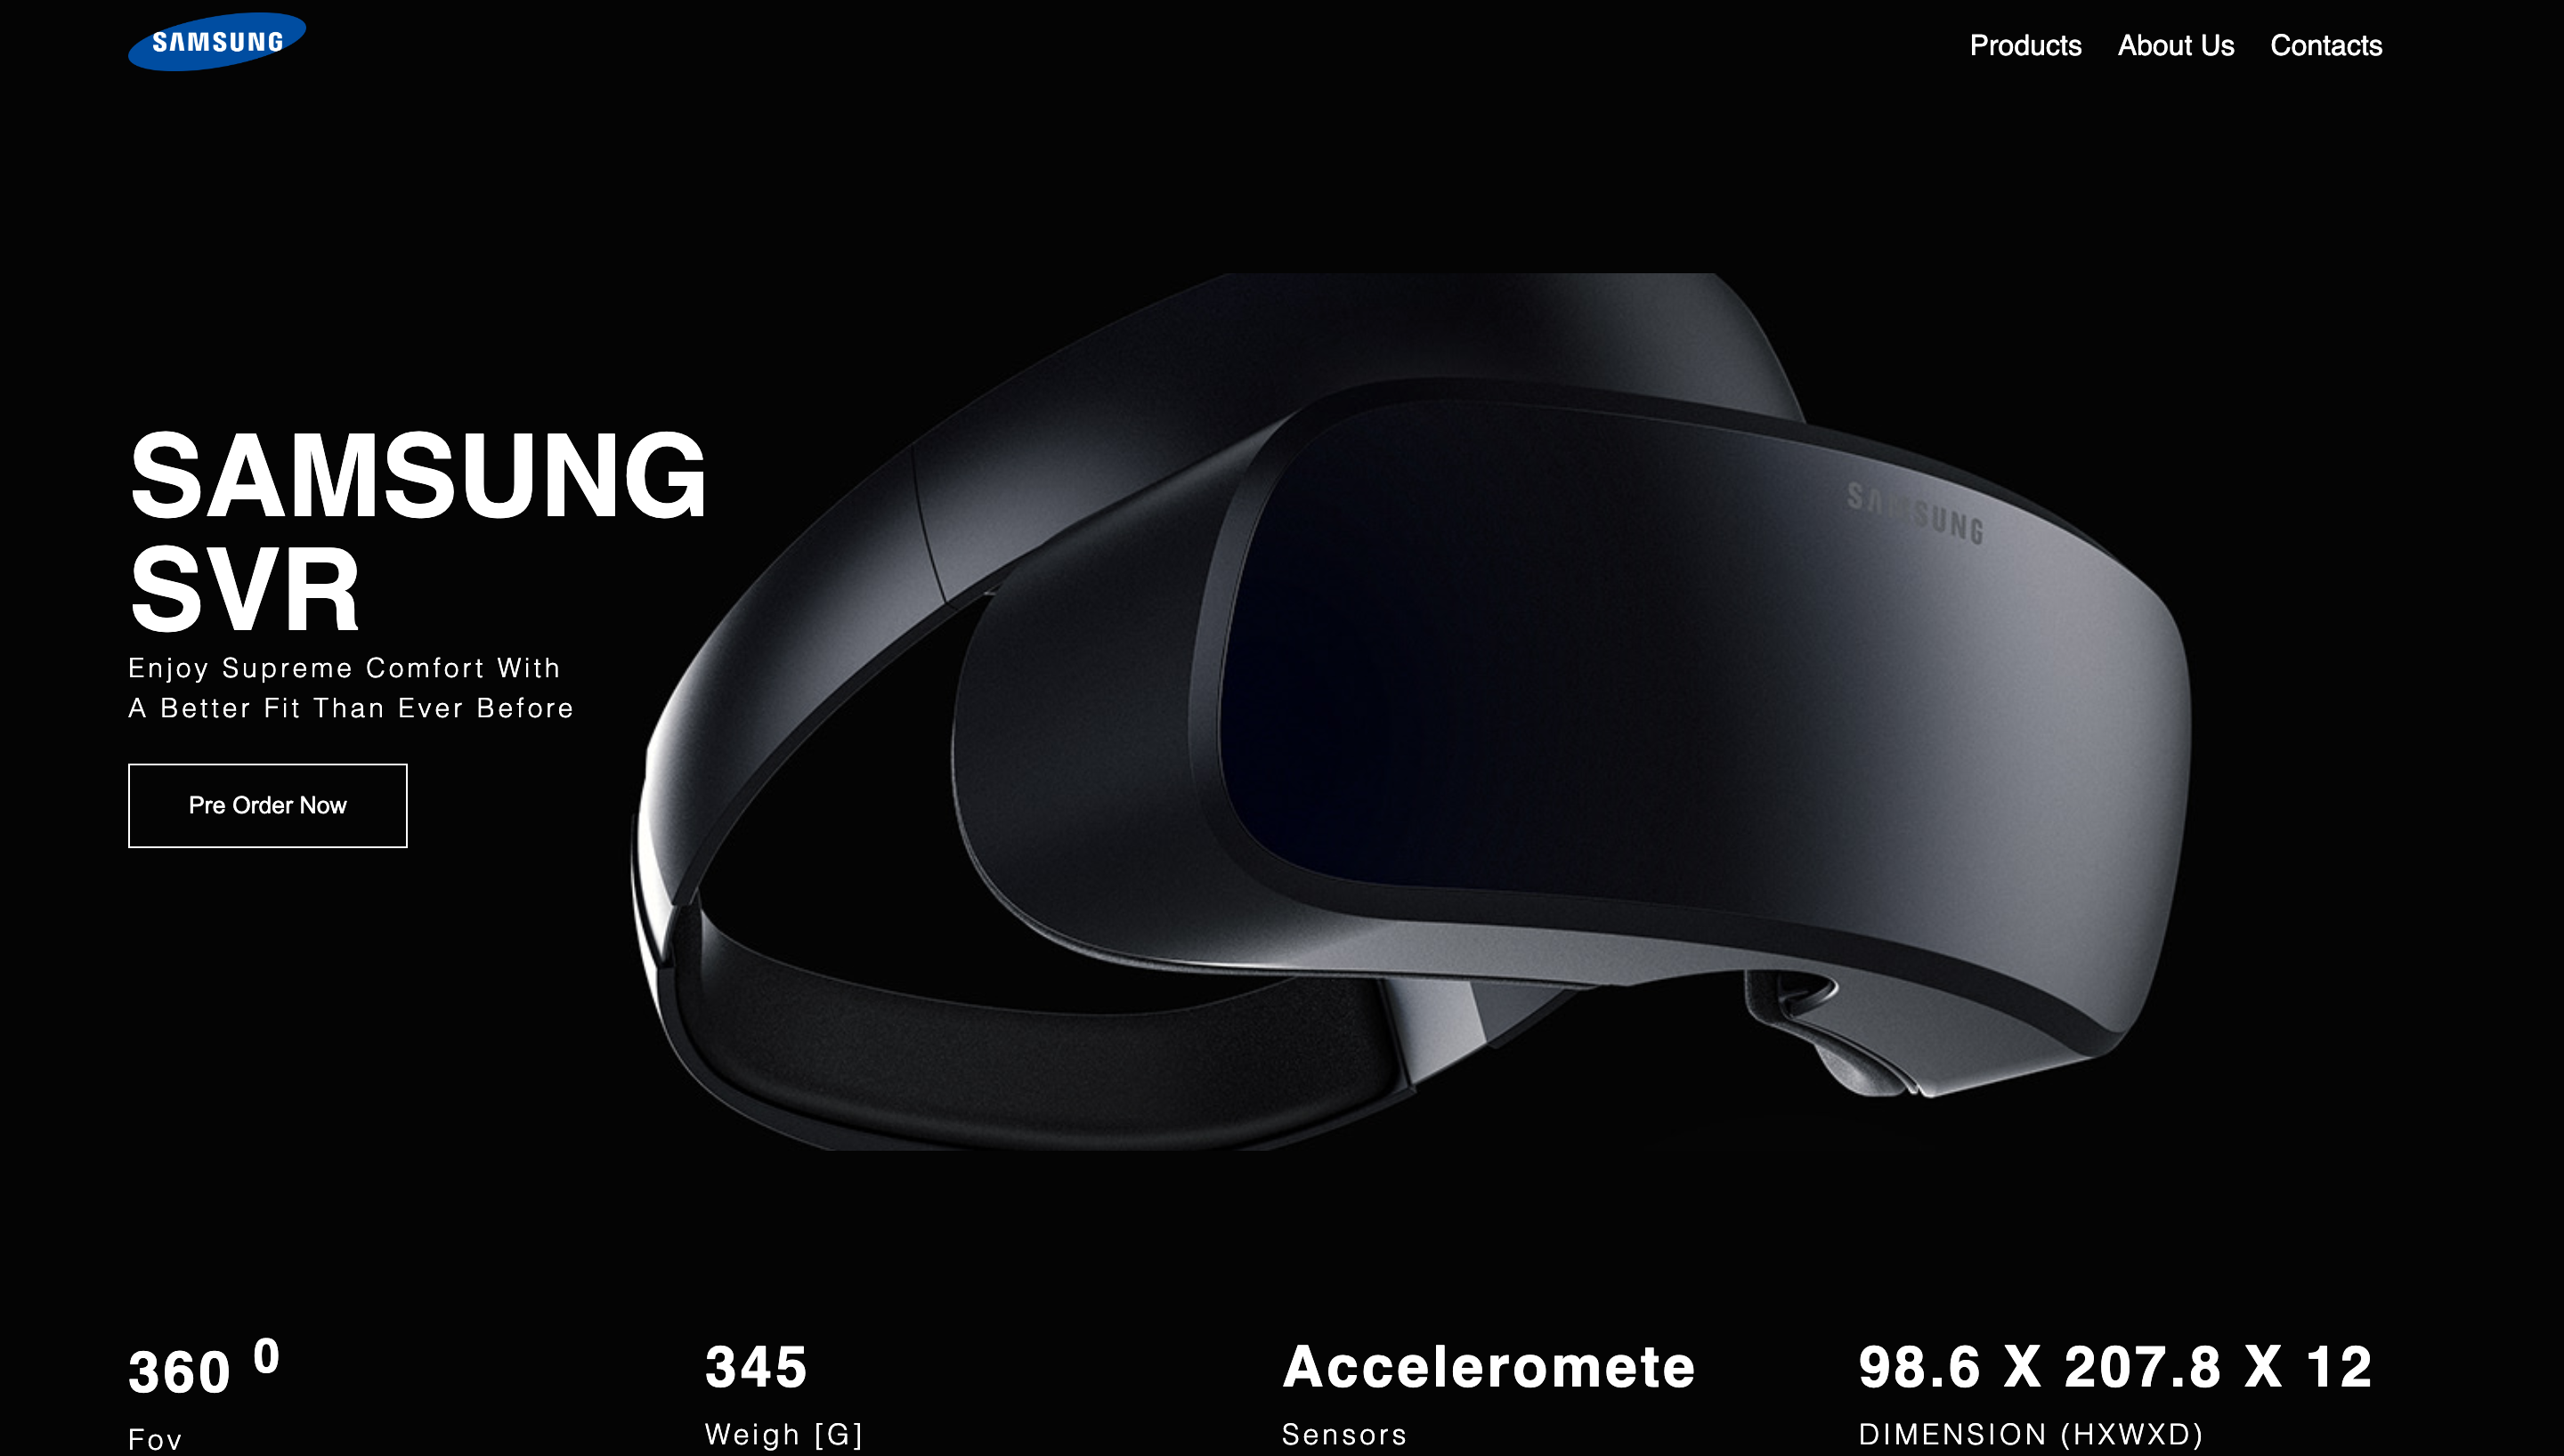 SAMSUNG
Products About Us Contacts
SAMSUNG
SAMSUNG
SVR
Enjoy Supreme Comfort With
A Better Fit Than Ever Before
Pre Order Now
360 0
345
Acceleromete
98.6 X 207.8 X 12
Fov
Weigh [G]
Sensors
DIMENSION (HXWXD)